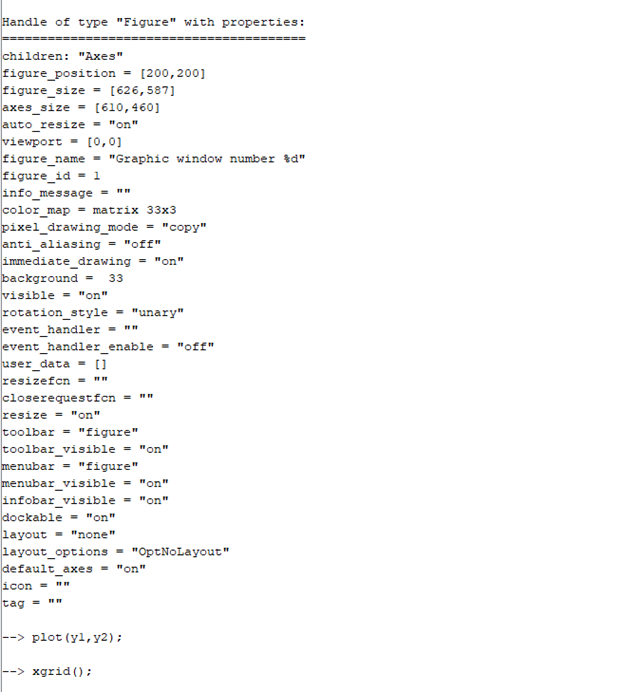 Handle of type "Figure" with properties:
========================================
children: "Axes"
figure_position = [200,200]
figure_size = [626,587]
axes_size = [610,460]
auto_resize = "on"
viewport = [0,0]
figure_name = "Graphic window number %d"
figure_id = 1
info_message = ""
color_map = matrix 33x3
pixel_drawing_mode = "copy"
anti_aliasing = "off"
immediate_drawing = "on"
background =  33
visible = "on"
rotation_style = "unary"
event_handler = ""
event_handler_enable = "off"
user_data = []
resizefcn = ""
closerequestfcn = ""
resize = "on"
toolbar = "figure"
toolbar_visible = "on"
menubar = "figure"
menubar_visible = "on"
infobar_visible = "on"
dockable = "on"
layout = "none"
layout_options = "OptNoLayout"
default_axes = "on"
icon = ""
tag = ""
--> plot(y1,y2);
--> xgrid();